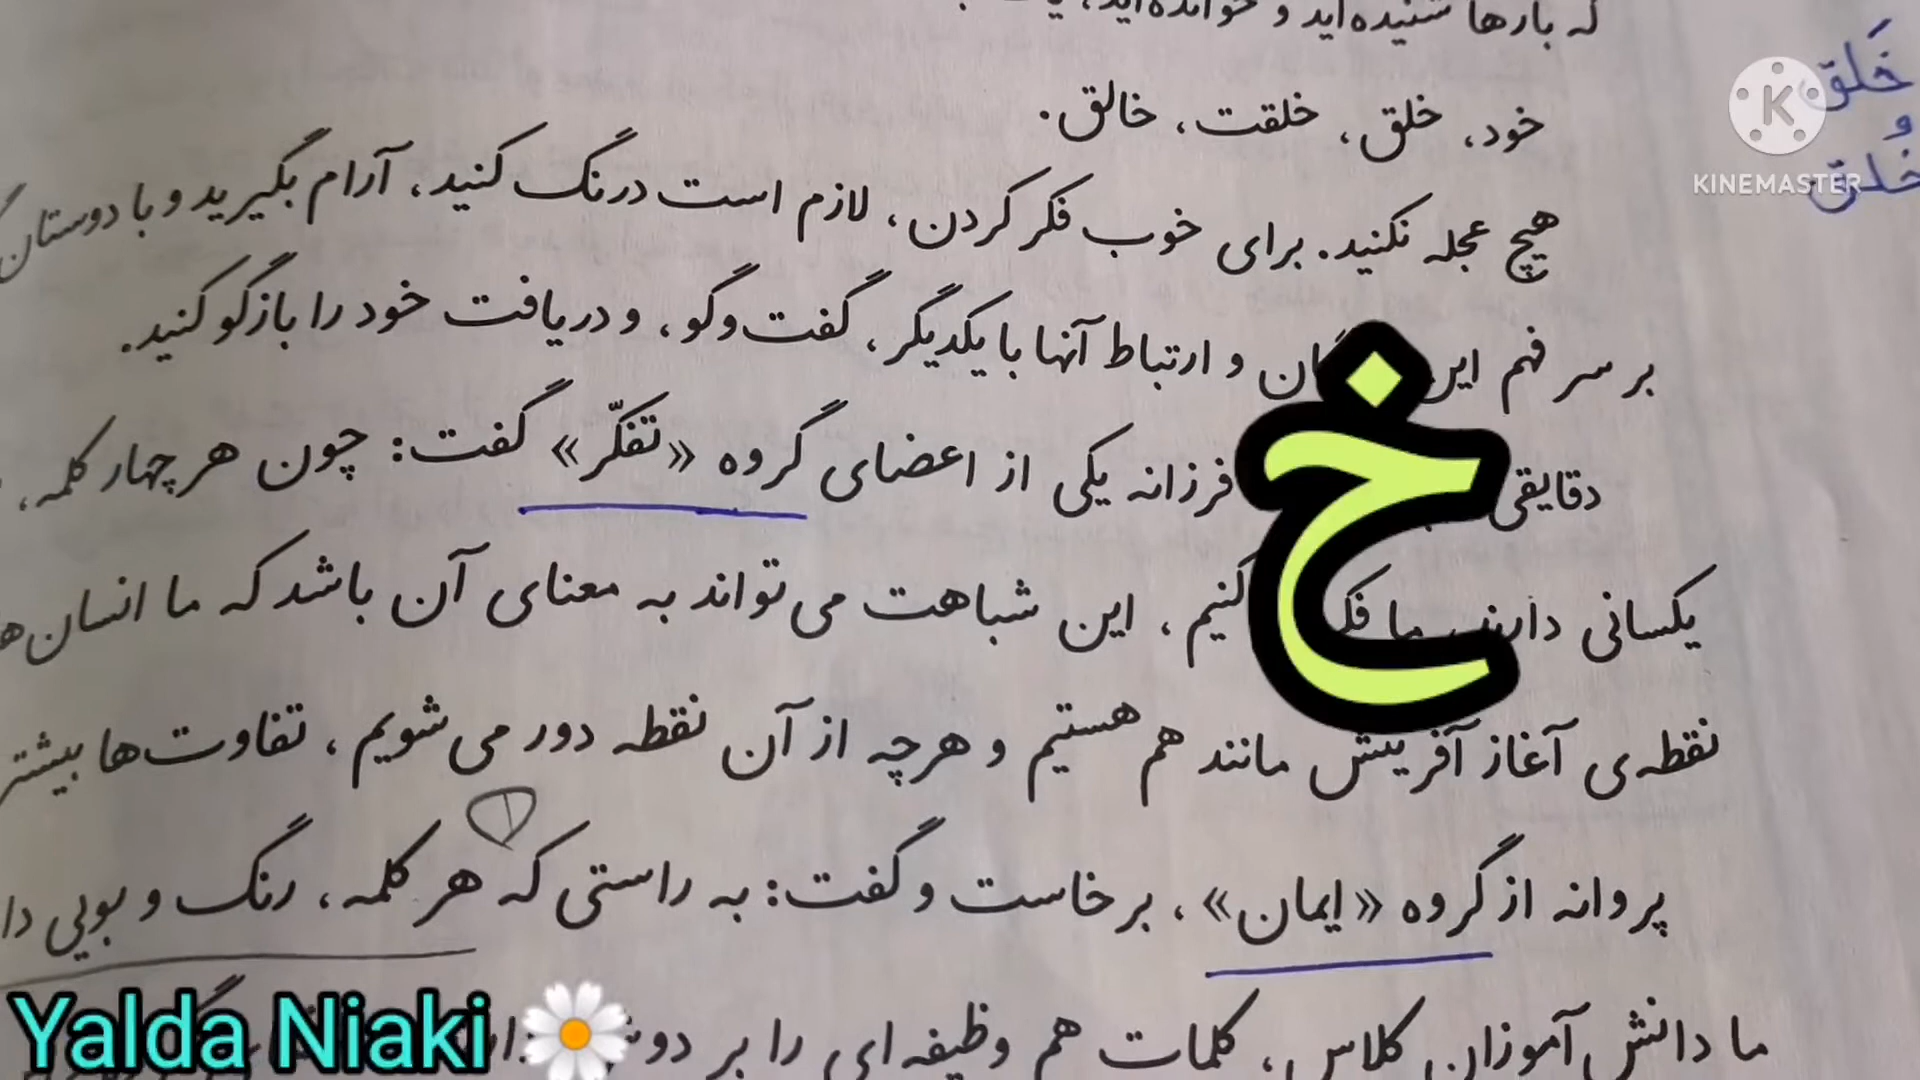 که بارها شنیده‌اید و خوانده‌اید،
خود، خلق، خلقت، خالق.
هیچ عجله نکنید. برای خوب فکر کردن، لازم است درنگ کنید، آرام بگیرید و با دوستان
بر سر فهم این و ارتباط آنها با یکدیگر، گفت‌وگو، و دریافت خود را بازگو کنید.
دقایقی فرزانه یکی از اعضای گروه «تفکّر» گفت: چون هر چهار کلمه،
یکسانی دارند، ما کنیم، این شباهت می‌تواند به معنای آن باشد که ما انسان‌ها
نقطه‌ی آغاز آفرینش مانند هم هستیم و هرچه از آن نقطه دور می‌شویم، تفاوت‌ها بیشتر
پروانه از گروه «ایمان»، برخاست و گفت: به راستی که هر کلمه، رنگ و بویی
ما دانش‌آموزان کلاس، کلمات هم وظیفه‌ای را بر
خَلق
و
خُلق
خ
K
KINEMASTER
Yalda Niaki